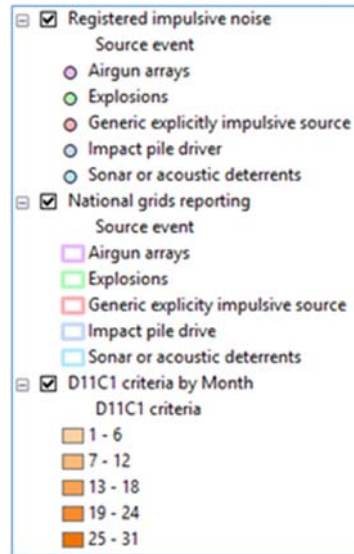 Registered impulsive noise
Source event
Airgun arrays
Explosions
Generic explicitly impulsive source
Impact pile driver
Sonar or acoustic deterrents
National grids reporting
Source event
Airgun arrays
Explosions
Generic explicity impulsive source
Impact pile drive
Sonar or acoustic deterrents
D11C1 criteria by Month
D11C1 criteria
1 - 6
7 - 12
13 - 18
19 - 24
25 - 31